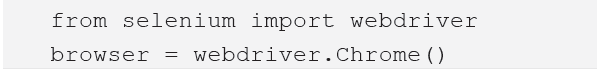 from selenium import webdriver
browser = webdriver.Chrome()